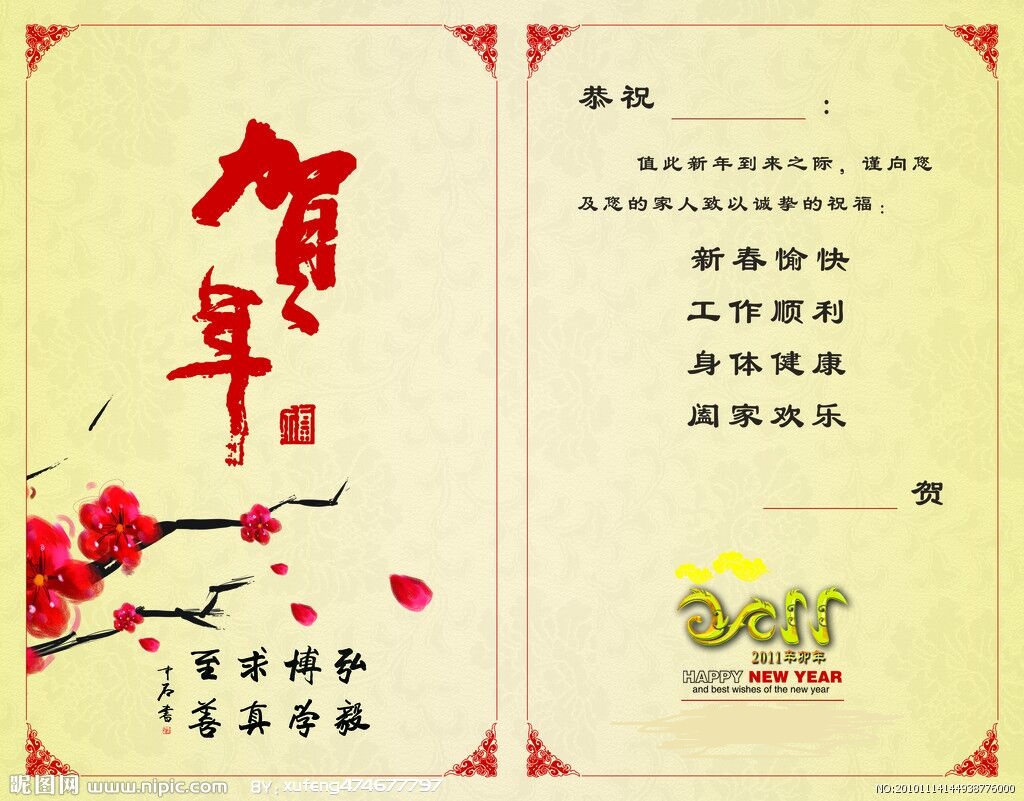 贺年
福
弘毅
博学
求真
至善
十石书
恭祝 ________ :
值此新年到来之际，谨向您
及您的家人致以诚挚的祝福：
新春愉快
工作顺利
身体健康
阖家欢乐
________ 贺
2011
2011辛卯年
HAPPY NEW YEAR
and best wishes of the new year
昵图网 www.nipic.com BY: xufeng474677797
NO:20101114144938776000